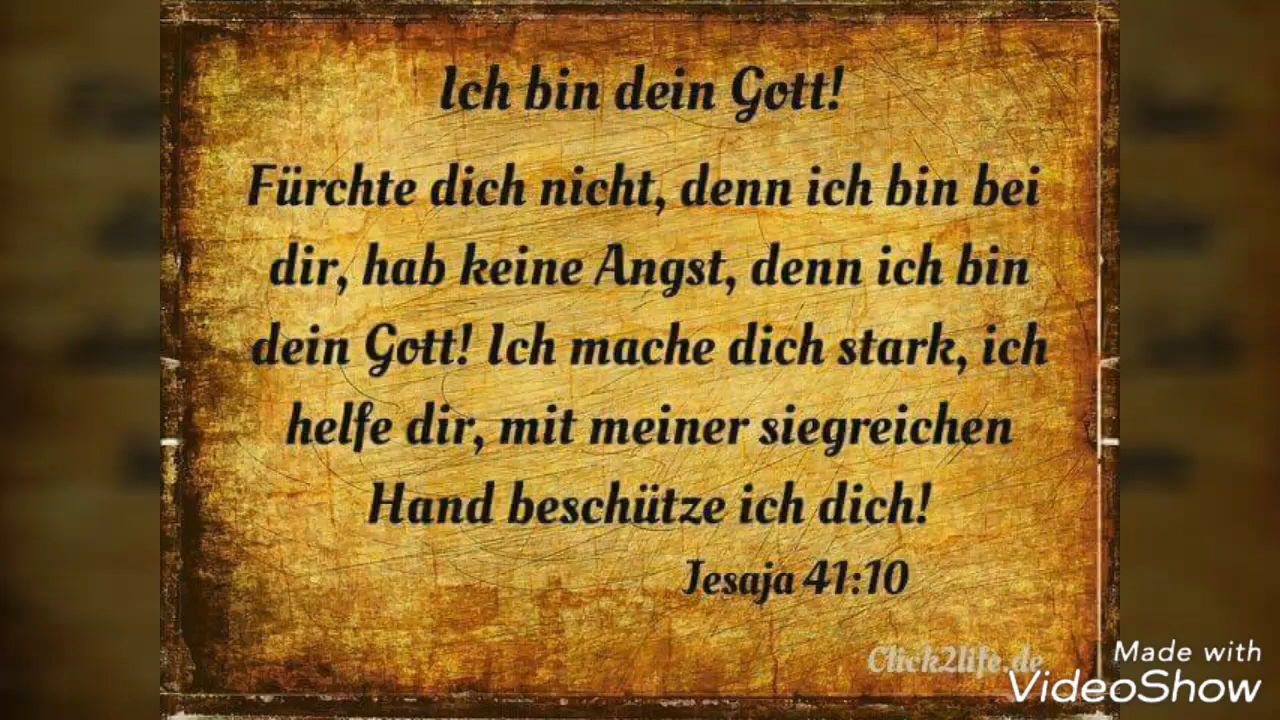 Ich bin dein Gott!
Fürchte dich nicht, denn ich bin bei
dir, hab keine Angst, denn ich bin
dein Gott! Ich mache dich stark, ich
helfe dir, mit meiner siegreichen
Hand beschütze ich dich!
Jesaja 41:10
Click2life.de
Made with
VideoShow